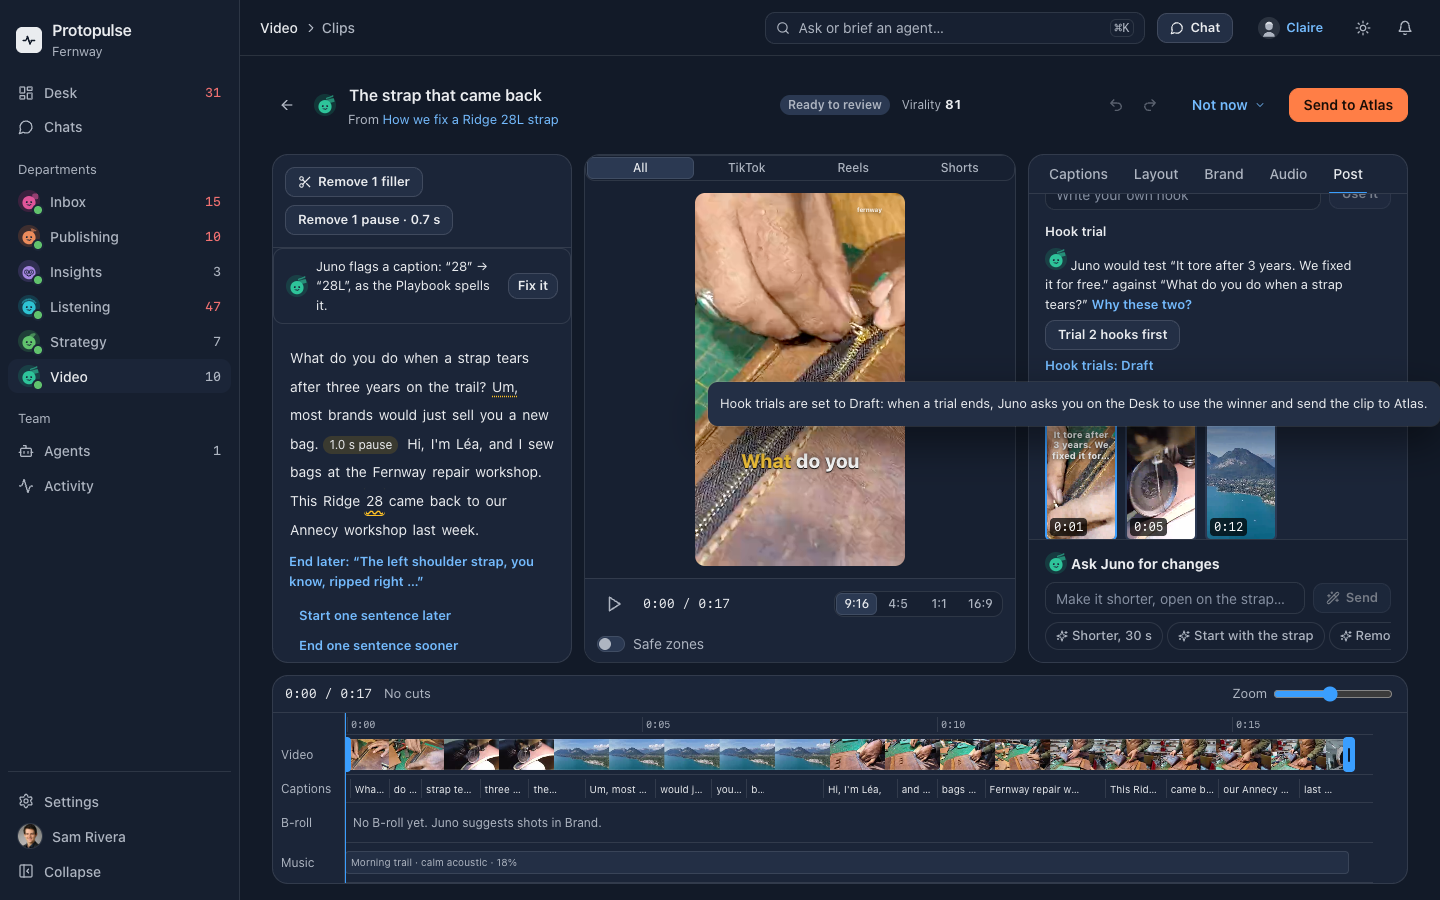 Protopulse
Fernway
Desk 31
Chats
Departments
Inbox 15
Publishing 10
Insights 3
Listening 47
Strategy 7
Video 10
Team
Agents 1
Activity
Settings
Sam Rivera
Collapse
Video > Clips
Ask or brief an agent… ⌘K
Chat
Claire
The strap that came back
From How we fix a Ridge 28L strap
Ready to review
Virality 81
Not now
Send to Atlas
Remove 1 filler
Remove 1 pause · 0.7 s
Juno flags a caption: “28” →
“28L”, as the Playbook spells
it.
Fix it
What do you do when a strap tears
after three years on the trail? Um,
most brands would just sell you a new
bag. 1.0 s pause Hi, I'm Léa, and I sew
bags at the Fernway repair workshop.
This Ridge 28 came back to our
Annecy workshop last week.
End later: “The left shoulder strap, you
know, ripped right …”
Start one sentence later
End one sentence sooner
All TikTok Reels Shorts
fernway
What do you
0:00 / 0:17
9:16 4:5 1:1 16:9
Safe zones
Captions Layout Brand Audio Post
Write your own hook
Use it
Hook trial
Juno would test “It tore after 3 years. We fixed
it for free.” against “What do you do when a strap
tears?” Why these two?
Trial 2 hooks first
Hook trials: Draft
Hook trials are set to Draft: when a trial ends, Juno asks you on the Desk to use the winner and send the clip to Atlas.
It tore after
3 years. We
fixed it for...
0:01 0:05 0:12
Ask Juno for changes
Make it shorter, open on the strap…
Send
Shorter, 30 s
Start with the strap
Remo
0:00 / 0:17 No cuts
Zoom
0:00 0:05 0:10 0:15
Video
Captions Wha… do … strap te… three … the… Um, most … would j… you… b… Hi, I'm Léa, and … bags … Fernway repair w… This Rid… came b… our Annecy … last …
B-roll No B-roll yet. Juno suggests shots in Brand.
Music Morning trail · calm acoustic · 18%